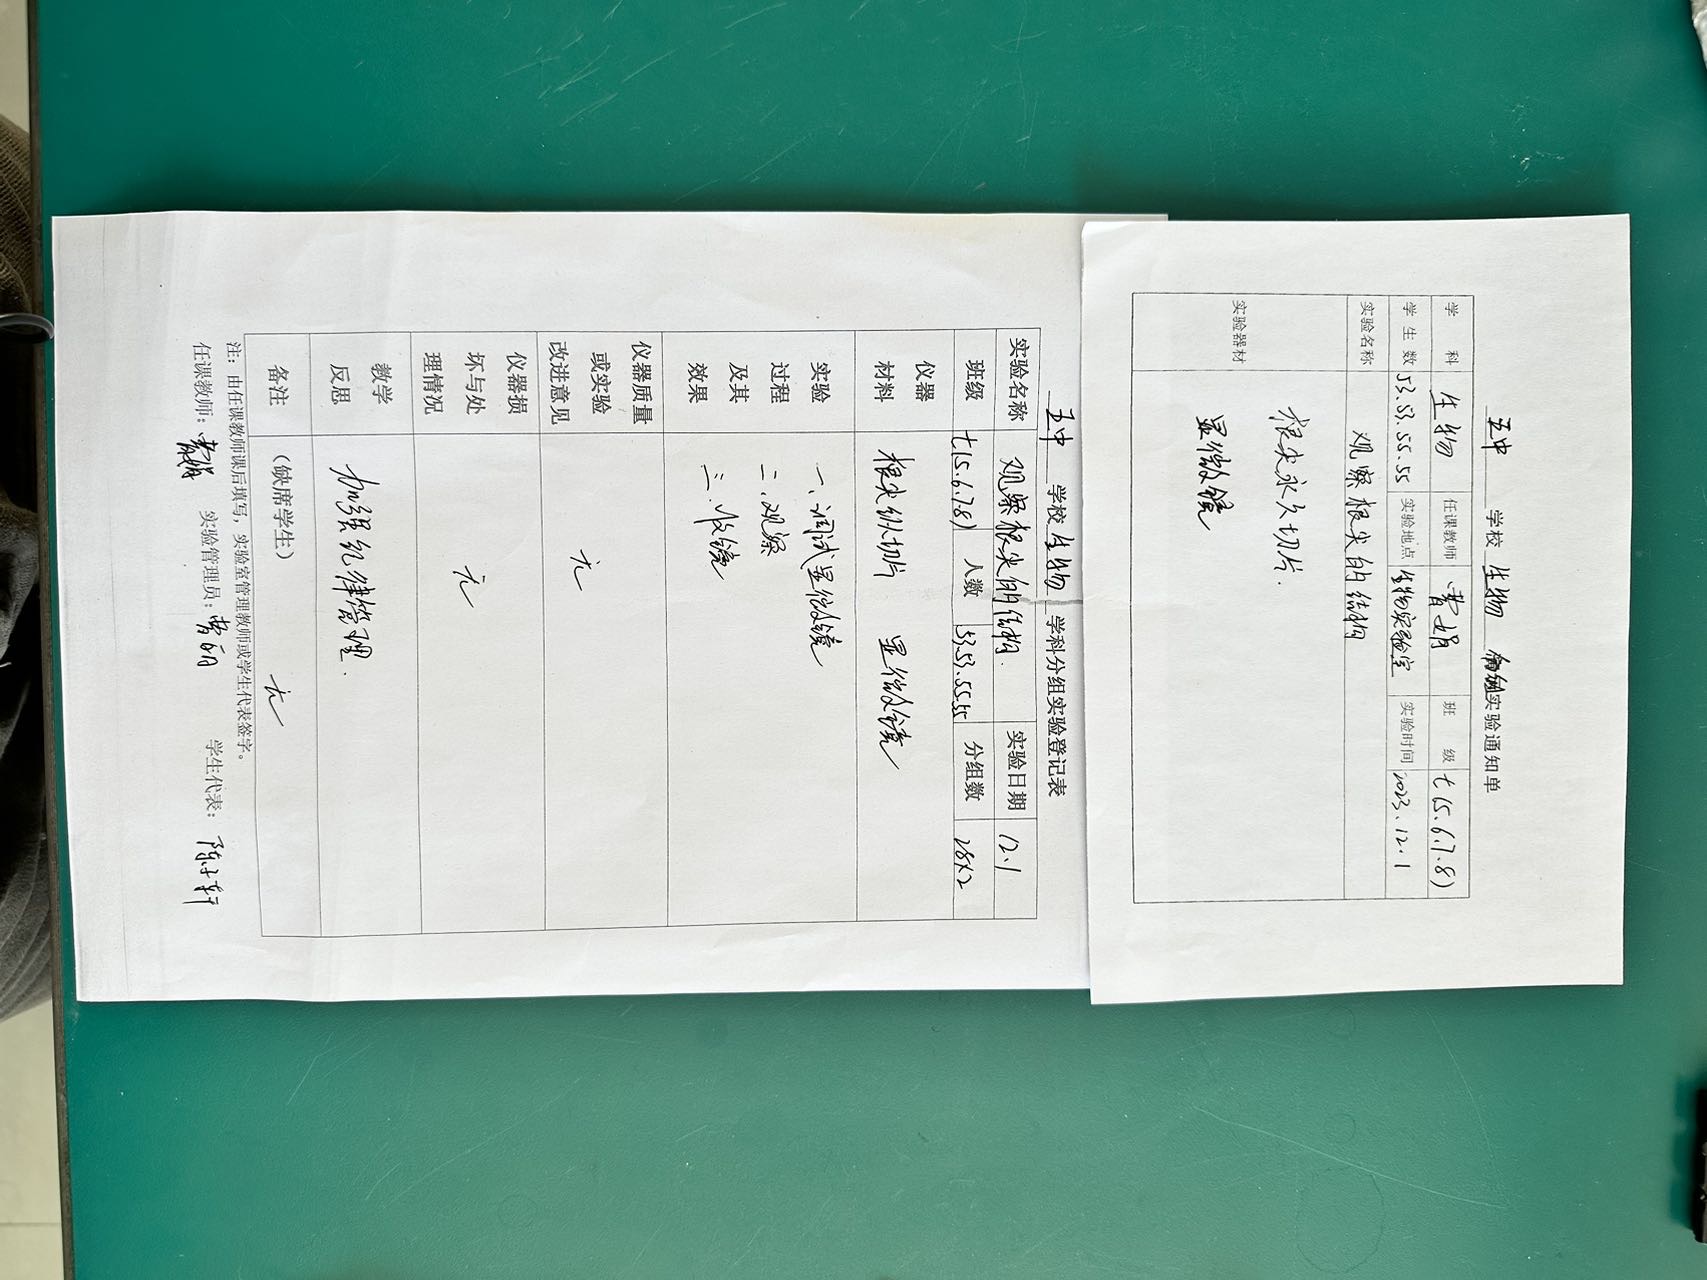 五中 学校 生物 实验通知单
学 科 生物 任课教师 曹娟 班 级 七(5.6.7.8)
学 生 数 53.53.55.55 实验地点 生物实验室 实验时间 2023.12.1
实验名称 观察根尖的结构
实验器材 根尖永久切片.
显微镜
五中 学校 生物 学科分组实验登记表
实验名称 观察根尖的结构. 实验日期 12.1
班级 七(5.6.7.8) 人数 53.53.55.55 分组数 28×2
仪器材料 根尖纵切片 显微镜
实验过程及其效果 一、调试显微镜
二、观察
三、收镜
仪器质量或实验改进意见 无
仪器损坏与处理情况 无
教学反思 加强纪律管理.
备注 (缺席学生) 无
注：由任课教师课后填写，实验室管理教师或学生代表签字。
任课教师：曹娟 实验管理员：曹丽 学生代表：陈